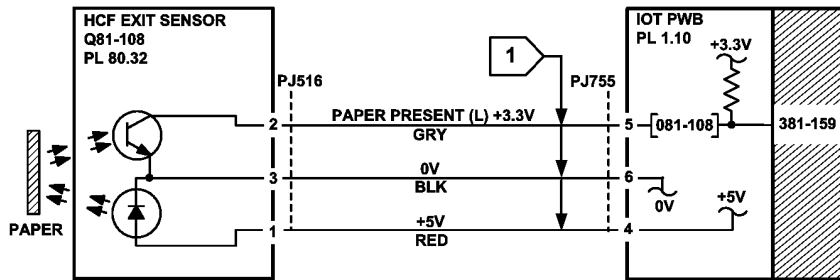 HCF EXIT SENSOR
Q81-108
PL 80.32
IOT PWB
PL 1.10
+3.3V
1
PJ516
PJ755
2
PAPER PRESENT (L) +3.3V
GRY
5
081-108
381-159
3
0V
BLK
6
0V
+5V
PAPER
1
+5V
RED
4